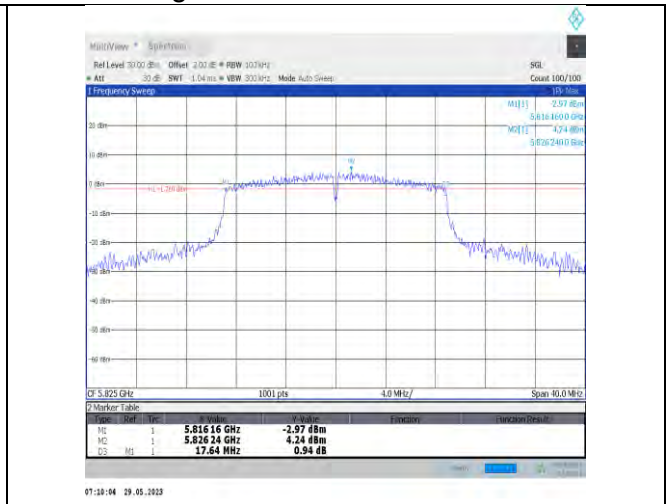 MultiView Spectrum
Ref Level 30.00 dBm Offset 2.00 dB RBW 100 kHz SGL
Att 30 dB SWT 1.04 ms VBW 300 kHz Mode Auto Sweep Count 100/100
1 Frequency Sweep 1Pk Max
M1[1] -2.97 dBm
5.8161600 GHz
M2[1] 4.24 dBm
5.8262400 GHz
20 dBm
10 dBm
0 dBm
-10 dBm
-20 dBm
-30 dBm
-40 dBm
-50 dBm
-60 dBm
CF 5.825 GHz 1001 pts 4.0 MHz/ Span 40.0 MHz
2 Marker Table
Type Ref Trc X-Value Y-Value Function Function Result
M1 1 5.816 16 GHz -2.97 dBm
M2 1 5.826 24 GHz 4.24 dBm
D3 M1 1 17.64 MHz 0.94 dB
07:10:04 29.05.2023